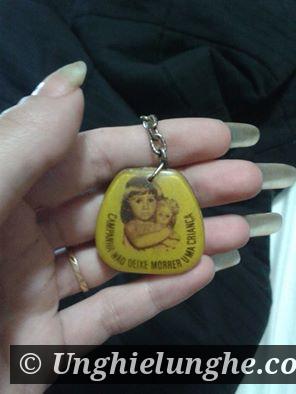 CAMPANHA NÃO DEIXE MORRER UMA CRIANÇA
© Unghielunghe.co